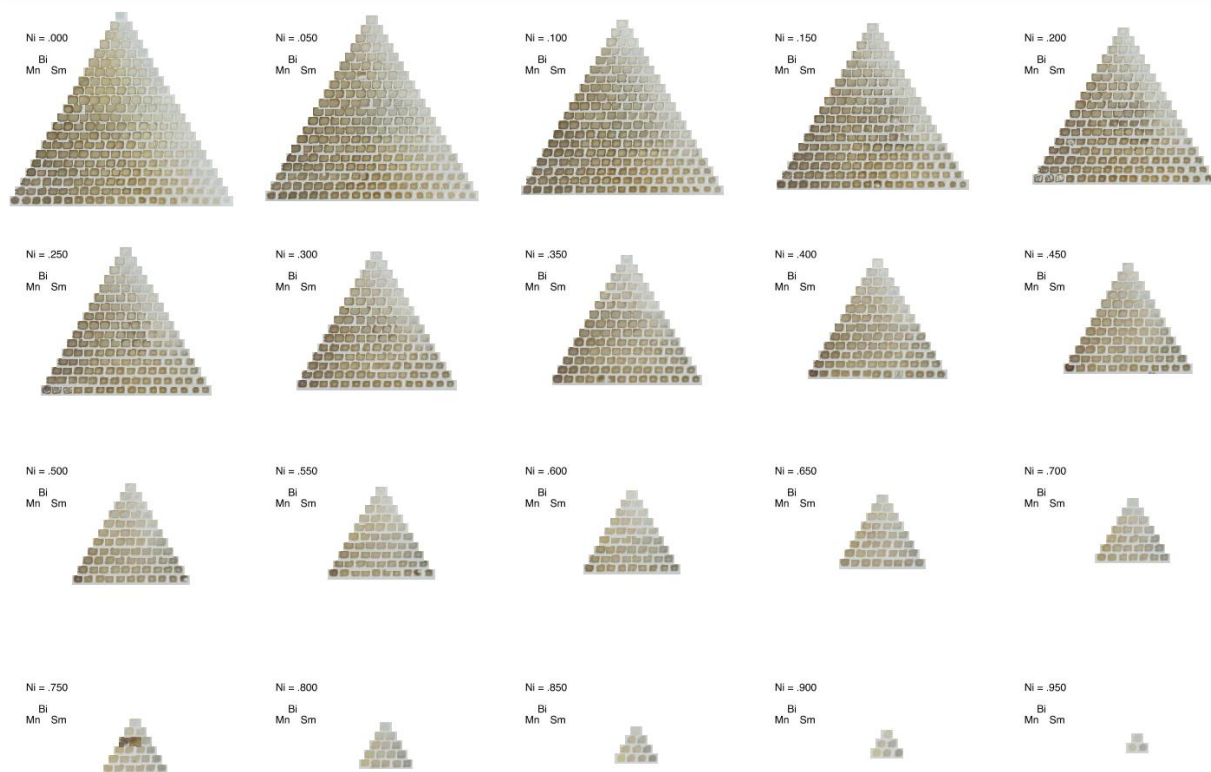 Ni = .000
Bi
Mn Sm
Ni = .050
Bi
Mn Sm
Ni = .100
Bi
Mn Sm
Ni = .150
Bi
Mn Sm
Ni = .200
Bi
Mn Sm
Ni = .250
Bi
Mn Sm
Ni = .300
Bi
Mn Sm
Ni = .350
Bi
Mn Sm
Ni = .400
Bi
Mn Sm
Ni = .450
Bi
Mn Sm
Ni = .500
Bi
Mn Sm
Ni = .550
Bi
Mn Sm
Ni = .600
Bi
Mn Sm
Ni = .650
Bi
Mn Sm
Ni = .700
Bi
Mn Sm
Ni = .750
Bi
Mn Sm
Ni = .800
Bi
Mn Sm
Ni = .850
Bi
Mn Sm
Ni = .900
Bi
Mn Sm
Ni = .950
Bi
Mn Sm